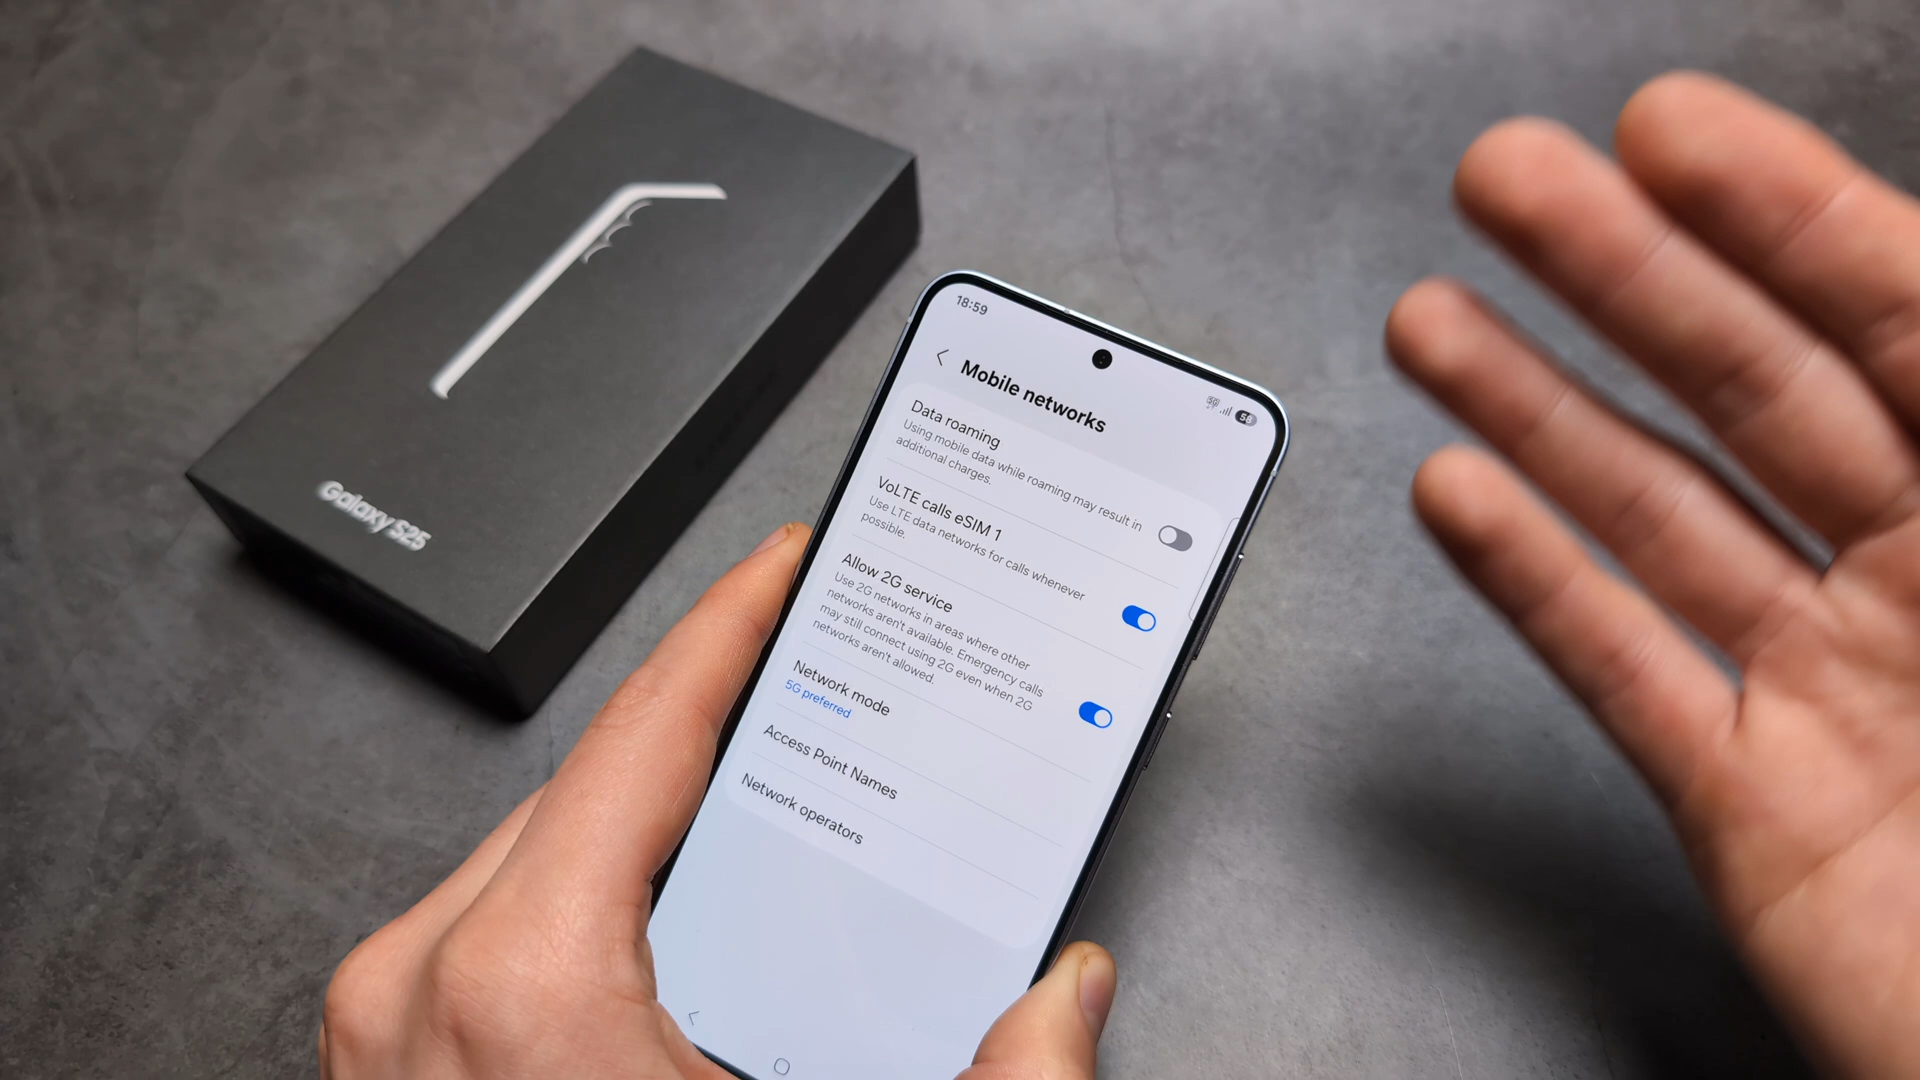 Galaxy S25
18:59
5G
58
Mobile networks
Data roaming
Using mobile data while roaming may result in
additional charges.
VoLTE calls eSIM 1
Use LTE data networks for calls whenever
possible.
Allow 2G service
Use 2G networks in areas where other
networks aren't available. Emergency calls
may still connect using 2G even when 2G
networks aren't allowed.
Network mode
5G preferred
Access Point Names
Network operators